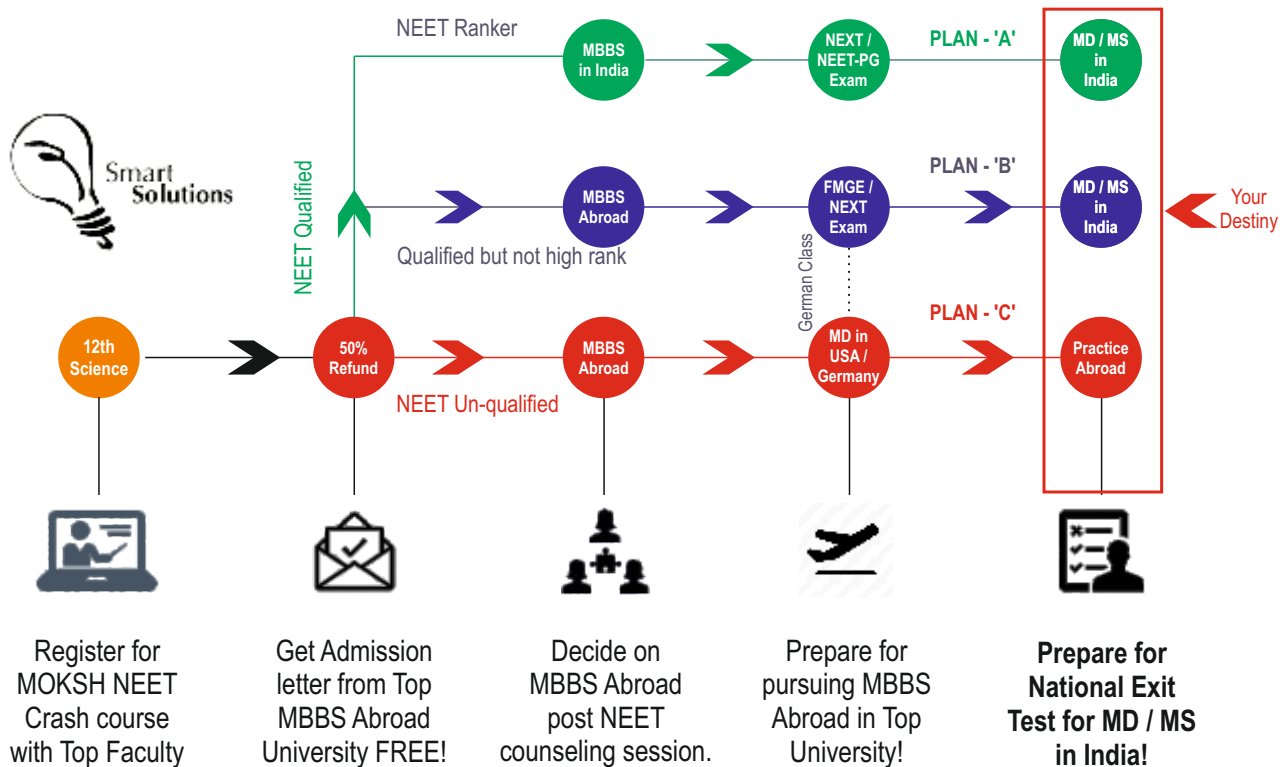 NEET Ranker
MBBS
in India
NEXT /
NEET-PG
Exam
PLAN - 'A'
MD / MS
in
India
Smart
Solutions
NEET Qualified
MBBS
Abroad
Qualified but not high rank
FMGE /
NEXT
Exam
PLAN - 'B'
MD / MS
in
India
Your
Destiny
German Class
12th
Science
50%
Refund
NEET Un-qualified
MBBS
Abroad
MD in
USA /
Germany
PLAN - 'C'
Practice
Abroad
Register for
MOKSH NEET
Crash course
with Top Faculty
Get Admission
letter from Top
MBBS Abroad
University FREE!
Decide on
MBBS Abroad
post NEET
counseling session.
Prepare for
pursuing MBBS
Abroad in Top
University!
Prepare for
National Exit
Test for MD / MS
in India!